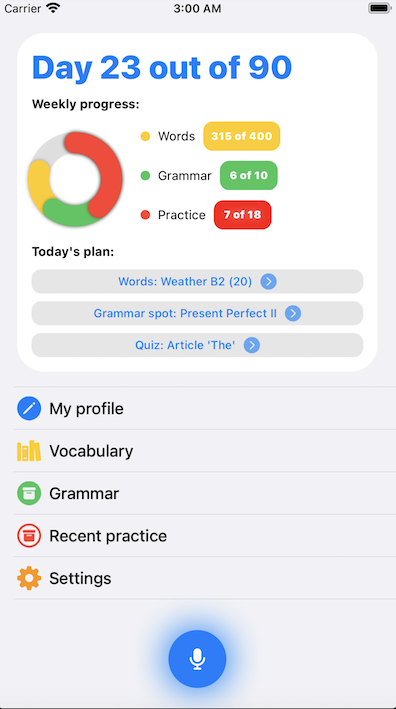 Carrier 3:00 AM
Day 23 out of 90
Weekly progress:
Words 315 of 400
Grammar 6 of 10
Practice 7 of 18
Today's plan:
Words: Weather B2 (20)
Grammar spot: Present Perfect II
Quiz: Article 'The'
My profile
Vocabulary
Grammar
Recent practice
Settings